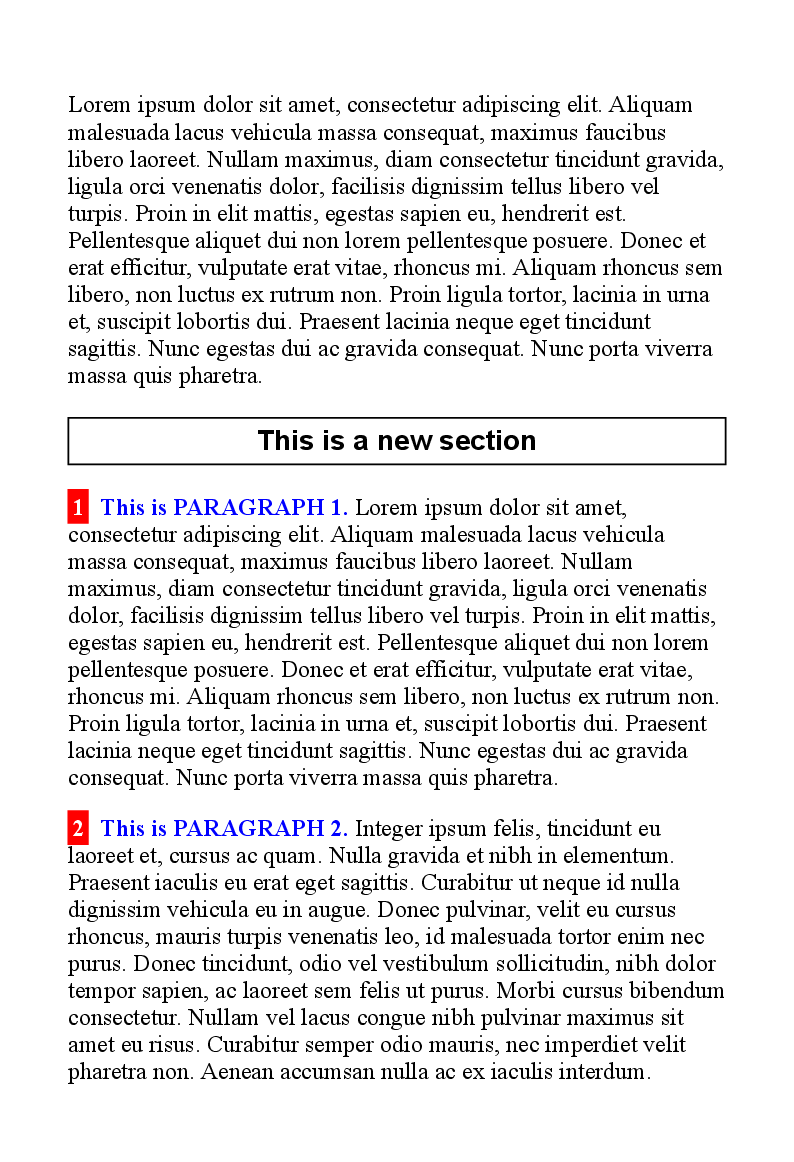 Lorem ipsum dolor sit amet, consectetur adipiscing elit. Aliquam
malesuada lacus vehicula massa consequat, maximus faucibus
libero laoreet. Nullam maximus, diam consectetur tincidunt gravida,
ligula orci venenatis dolor, facilisis dignissim tellus libero vel
turpis. Proin in elit mattis, egestas sapien eu, hendrerit est.
Pellentesque aliquet dui non lorem pellentesque posuere. Donec et
erat efficitur, vulputate erat vitae, rhoncus mi. Aliquam rhoncus sem
libero, non luctus ex rutrum non. Proin ligula tortor, lacinia in urna
et, suscipit lobortis dui. Praesent lacinia neque eget tincidunt
sagittis. Nunc egestas dui ac gravida consequat. Nunc porta viverra
massa quis pharetra.
This is a new section
1 This is PARAGRAPH 1. Lorem ipsum dolor sit amet,
consectetur adipiscing elit. Aliquam malesuada lacus vehicula
massa consequat, maximus faucibus libero laoreet. Nullam
maximus, diam consectetur tincidunt gravida, ligula orci venenatis
dolor, facilisis dignissim tellus libero vel turpis. Proin in elit mattis,
egestas sapien eu, hendrerit est. Pellentesque aliquet dui non lorem
pellentesque posuere. Donec et erat efficitur, vulputate erat vitae,
rhoncus mi. Aliquam rhoncus sem libero, non luctus ex rutrum non.
Proin ligula tortor, lacinia in urna et, suscipit lobortis dui. Praesent
lacinia neque eget tincidunt sagittis. Nunc egestas dui ac gravida
consequat. Nunc porta viverra massa quis pharetra.
2 This is PARAGRAPH 2. Integer ipsum felis, tincidunt eu
laoreet et, cursus ac quam. Nulla gravida et nibh in elementum.
Praesent iaculis eu erat eget sagittis. Curabitur ut neque id nulla
dignissim vehicula eu in augue. Donec pulvinar, velit eu cursus
rhoncus, mauris turpis venenatis leo, id malesuada tortor enim nec
purus. Donec tincidunt, odio vel vestibulum sollicitudin, nibh dolor
tempor sapien, ac laoreet sem felis ut purus. Morbi cursus bibendum
consectetur. Nullam vel lacus congue nibh pulvinar maximus sit
amet eu risus. Curabitur semper odio mauris, nec imperdiet velit
pharetra non. Aenean accumsan nulla ac ex iaculis interdum.